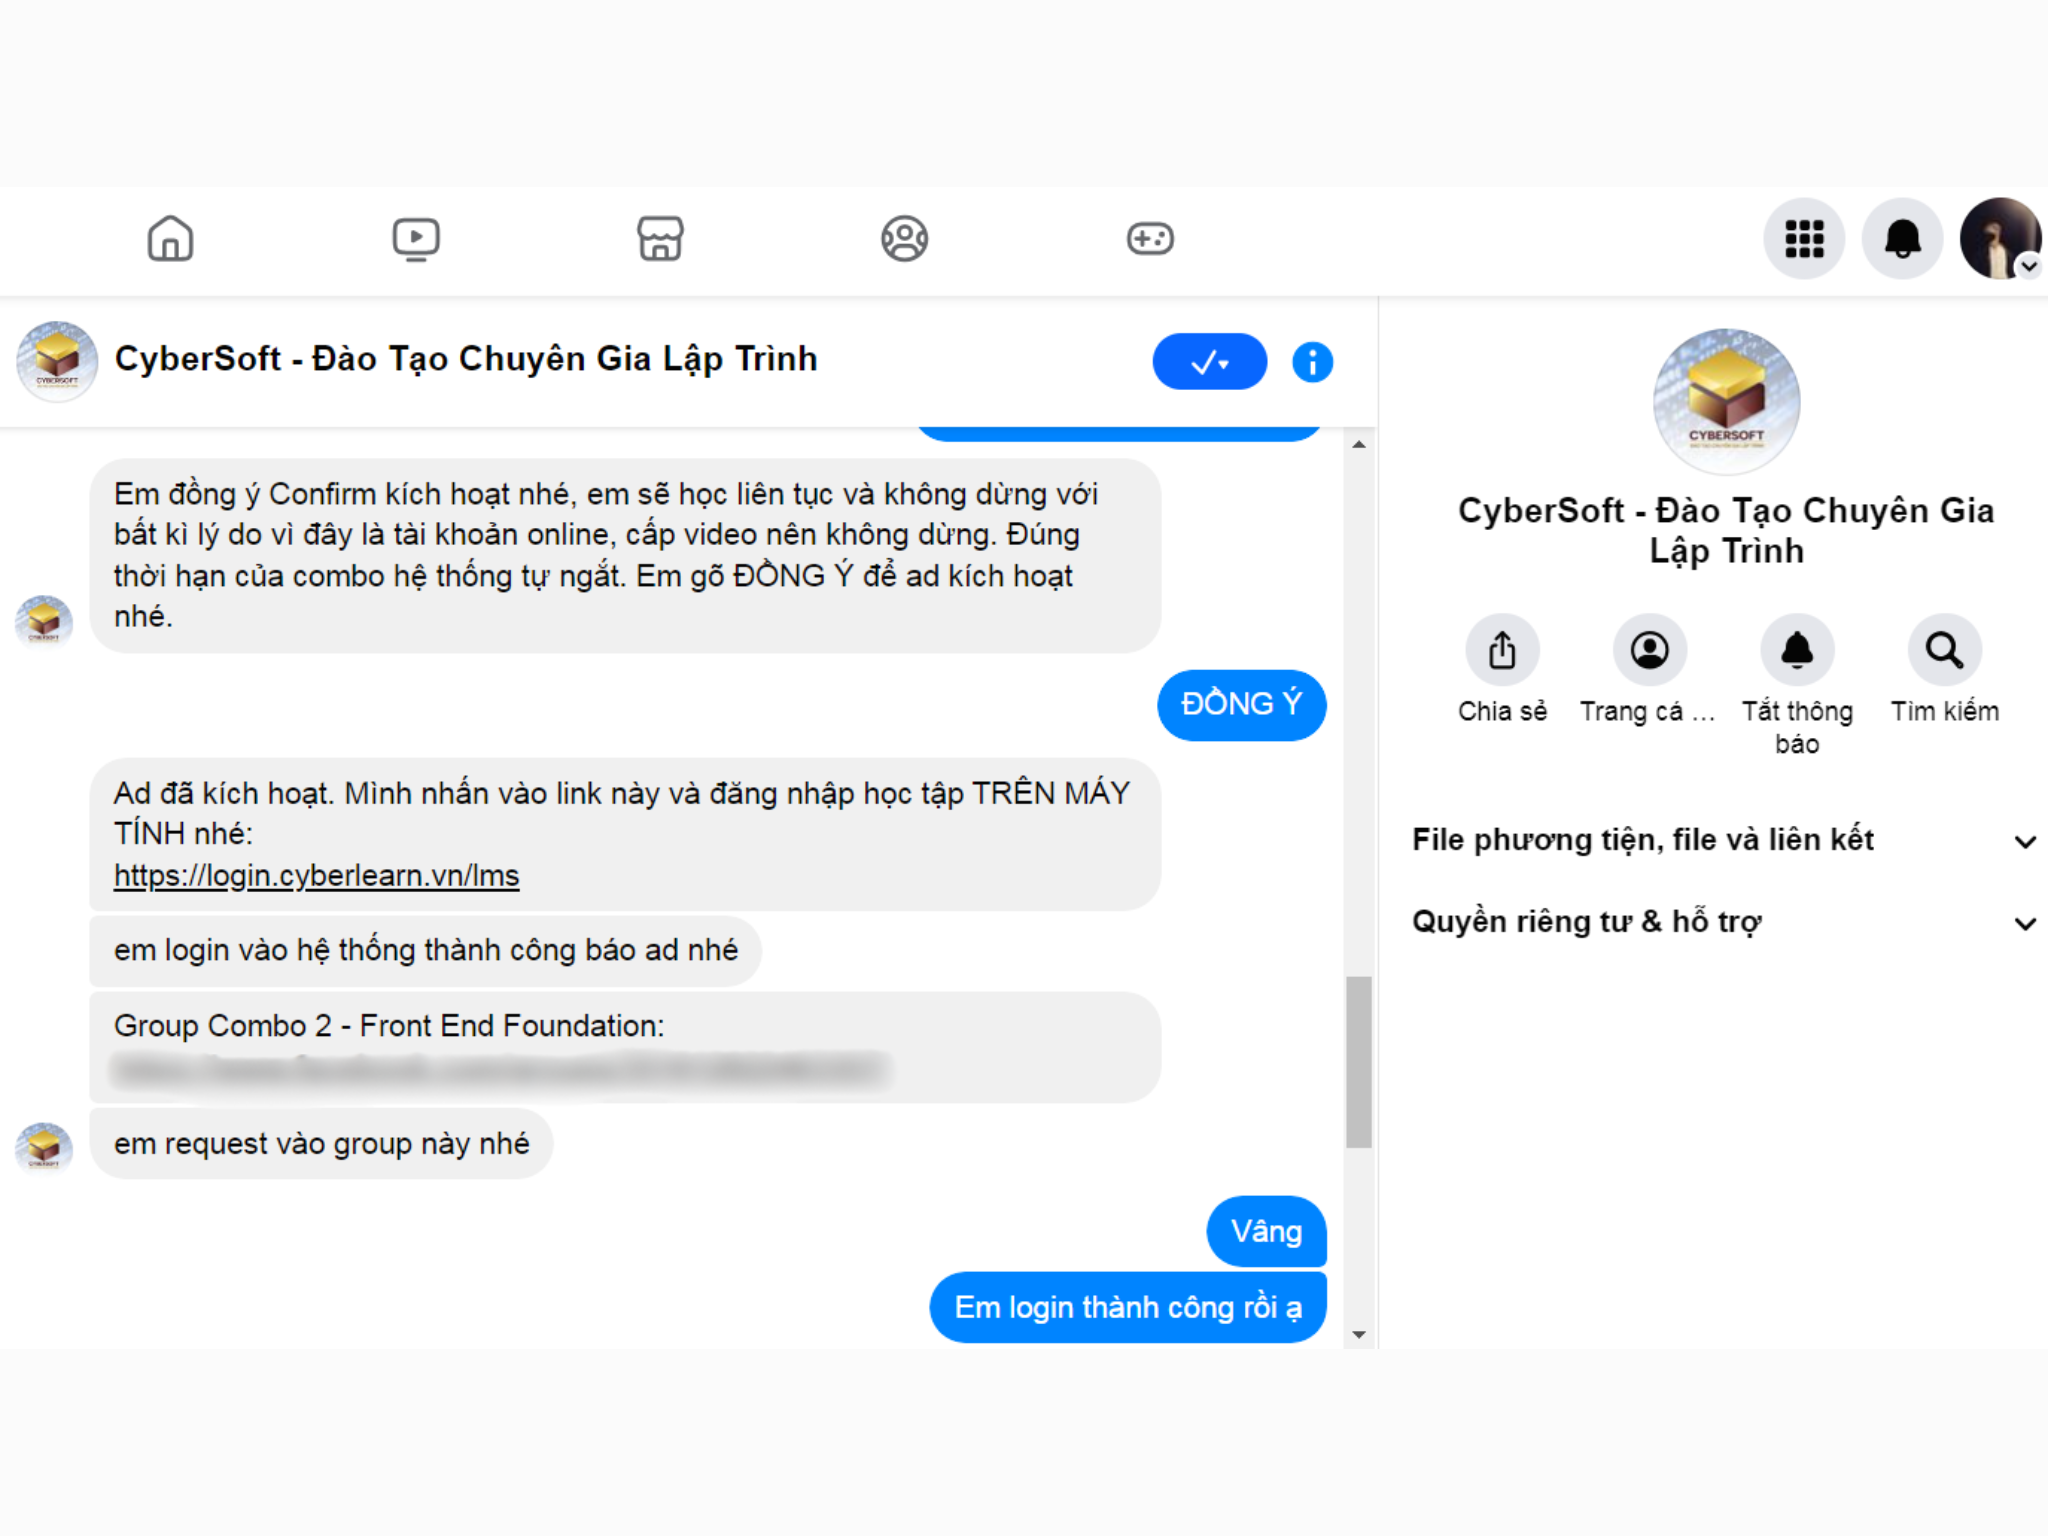 CyberSoft - Đào Tạo Chuyên Gia Lập Trình
Em đồng ý Confirm kích hoạt nhé, em sẽ học liên tục và không dừng với
bất kì lý do vì đây là tài khoản online, cấp video nên không dừng. Đúng
thời hạn của combo hệ thống tự ngắt. Em gõ ĐỒNG Ý để ad kích hoạt
nhé.
ĐỒNG Ý
Ad đã kích hoạt. Mình nhấn vào link này và đăng nhập học tập TRÊN MÁY
TÍNH nhé:
https://login.cyberlearn.vn/lms
em login vào hệ thống thành công báo ad nhé
Group Combo 2 - Front End Foundation:
em request vào group này nhé
Vâng
Em login thành công rồi ạ
CYBERSOFT
CyberSoft - Đào Tạo Chuyên Gia
Lập Trình
Chia sẻ
Trang cá ...
Tắt thông
báo
Tìm kiếm
File phương tiện, file và liên kết
Quyền riêng tư & hỗ trợ